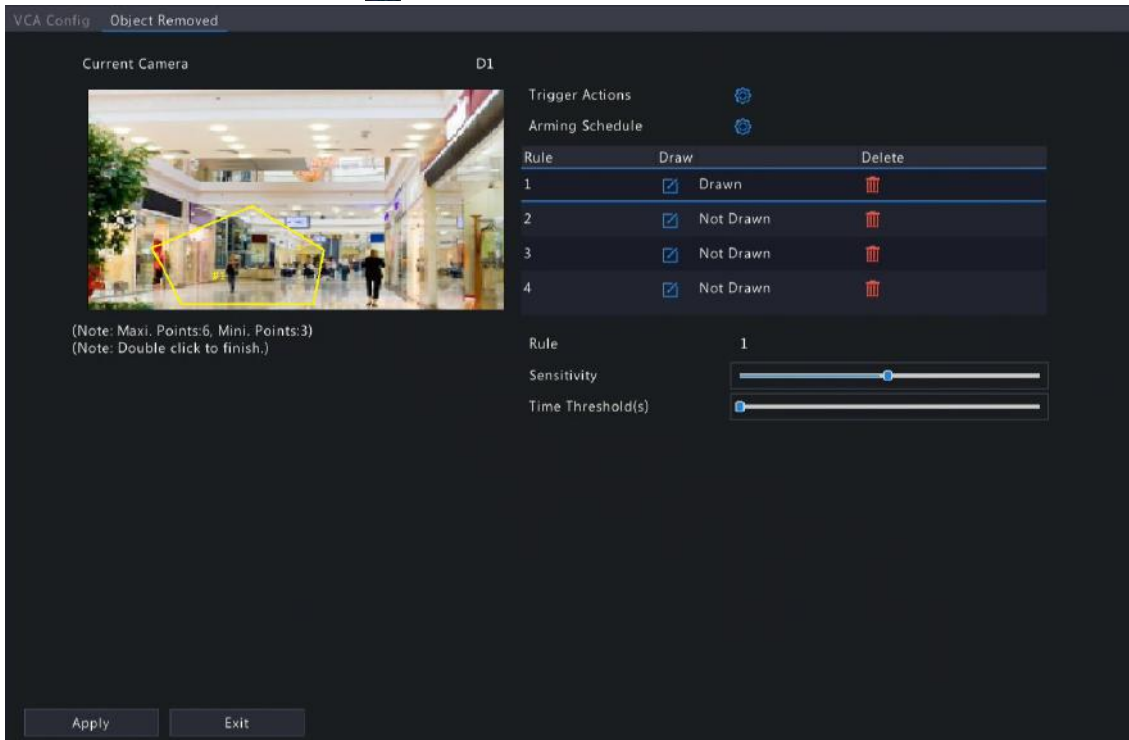 VCA Config Object Removed
Current Camera D1
(Note: Maxi. Points:6, Mini. Points:3)
(Note: Double click to finish.)
Trigger Actions
Arming Schedule
Rule Draw Delete
1 Drawn
2 Not Drawn
3 Not Drawn
4 Not Drawn
Rule 1
Sensitivity
Time Threshold(s)
Apply Exit